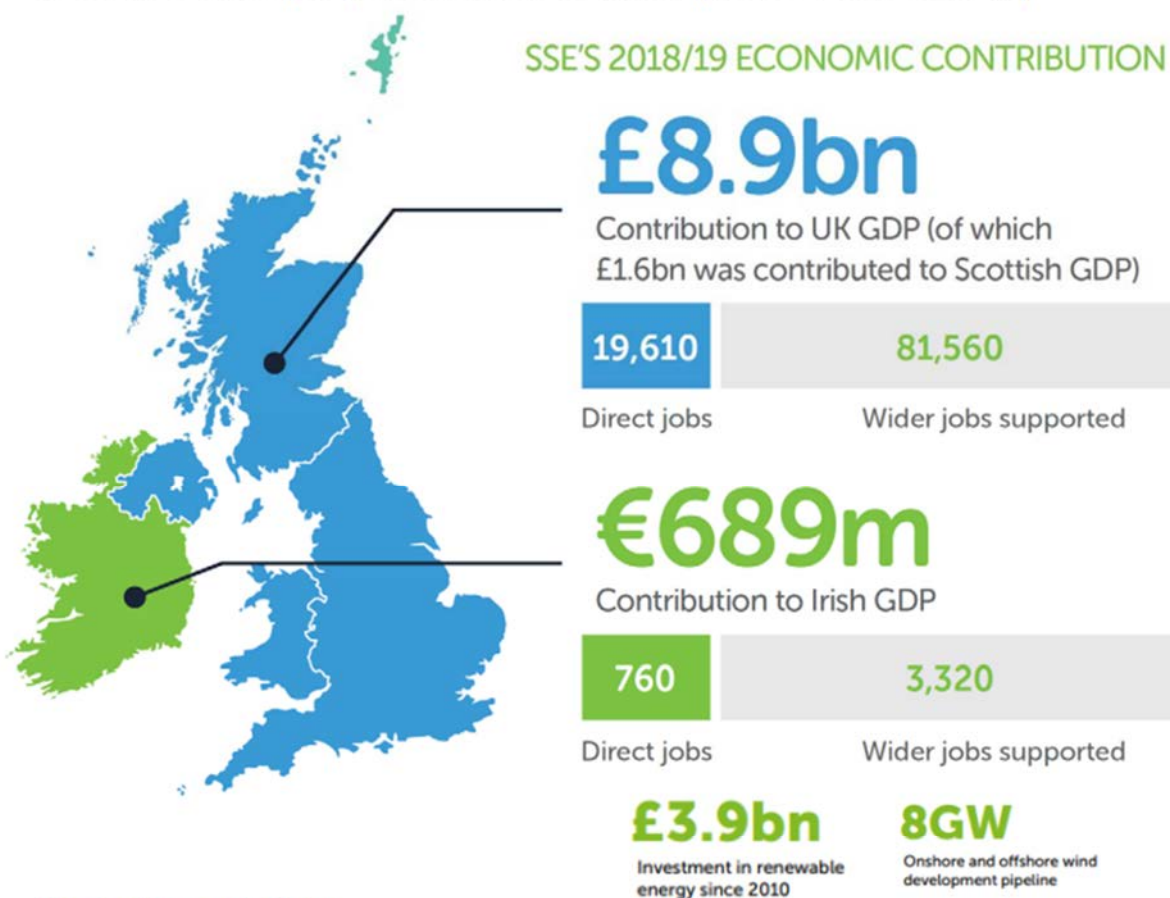 SSE'S 2018/19 ECONOMIC CONTRIBUTION
£8.9bn
Contribution to UK GDP (of which
£1.6bn was contributed to Scottish GDP)
19,610
81,560
Direct jobs
Wider jobs supported
€689m
Contribution to Irish GDP
760
3,320
Direct jobs
Wider jobs supported
£3.9bn
Investment in renewable
energy since 2010
8GW
Onshore and offshore wind
development pipeline